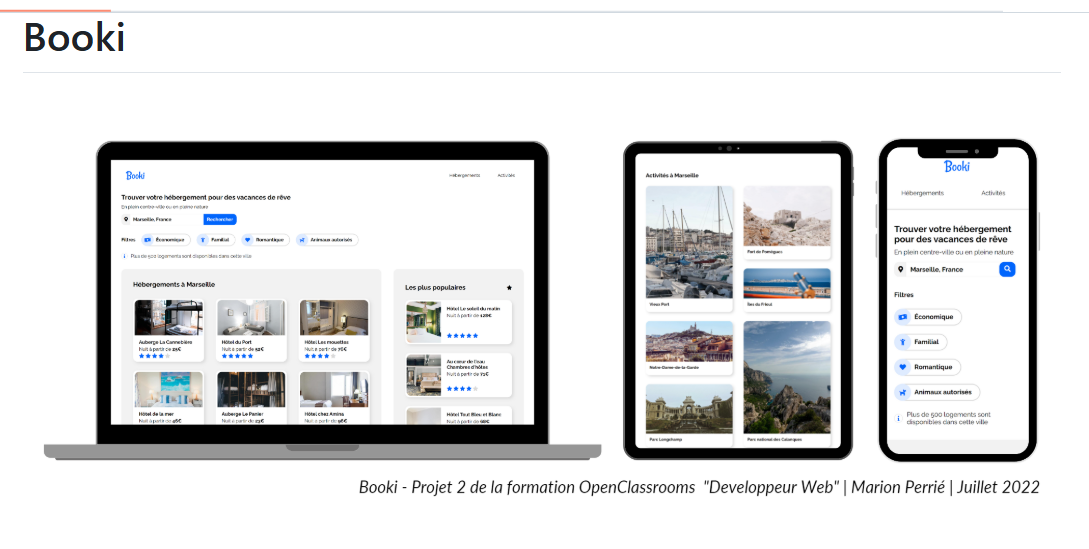 Booki
Booki
Hébergements Activités
Trouver votre hébergement pour des vacances de rêve
En plein centre-ville ou en pleine nature
Marseille, France Rechercher
Filtres Économique Familial Romantique Animaux autorisés
Plus de 500 logements sont disponibles dans cette ville
Hébergements à Marseille
Auberge La Cannebière
Nuit à partir de 25€
Hôtel du Port
Nuit à partir de 52€
Hôtel Les mouettes
Nuit à partir de 76€
Hôtel de la mer
Nuit à partir de 46€
Auberge Le Panier
Nuit à partir de 23€
Hôtel chez Amina
Nuit à partir de 96€
Les plus populaires
Hôtel Le soleil du matin
Nuit à partir de 128€
Au cœur de l'eau
Chambres d'hôtes
Nuit à partir de 71€
Hôtel Tout Bleu et Blanc
Nuit à partir de 68€
Activités à Marseille
Vieux Port
Fort de Pomègues
Îles du Frioul
Notre-Dame-de-la-Garde
Parc Longchamp
Parc national des Calanques
Booki
Hébergements Activités
Trouver votre hébergement
pour des vacances de rêve
En plein centre-ville ou en pleine nature
Marseille, France
Filtres
Économique
Familial
Romantique
Animaux autorisés
Plus de 500 logements sont
disponibles dans cette ville
Booki - Projet 2 de la formation OpenClassrooms "Developpeur Web" | Marion Perrié | Juillet 2022